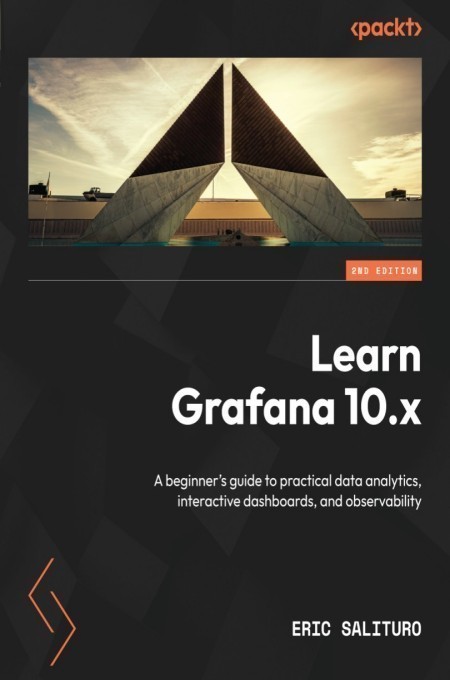 <packt>
2ND EDITION
Learn
Grafana 10.x
A beginner's guide to practical data analytics,
interactive dashboards, and observability
ERIC SALITURO